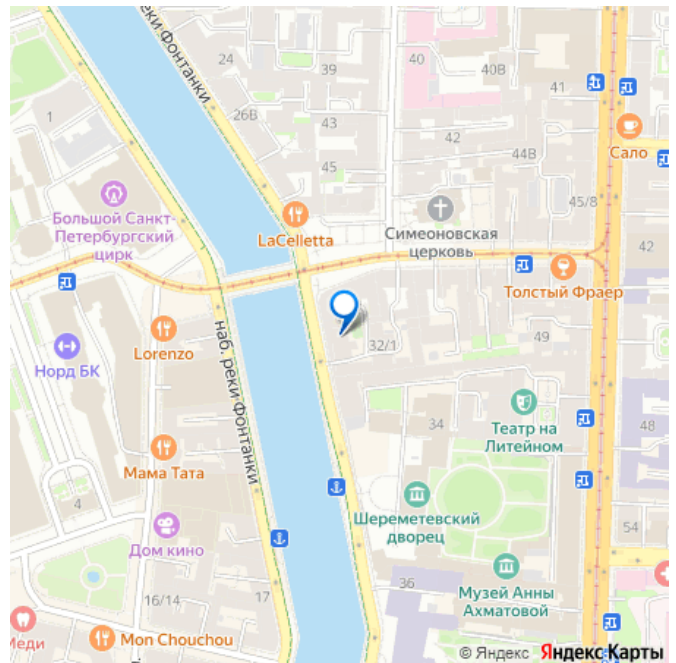 реки Фонтанки
24
39
40
40В
41
26В
43
1
42
44В
Сало
45
45/8
Большой Санкт-
Петербургский
цирк
LaCelletta
Симеоновская
церковь
42
Толстый Фраер
Lorenzo
Норд БК
32/1
49
наб. реки Фонтанки
34
Театр на
Литейном
48
Мама Тата
4
Шереметевский
дворец
Дом кино
54
36
Музей Анны
Ахматовой
16/14
17
Меди
Mon Chouchou
© Яндекс Яндекс Карты